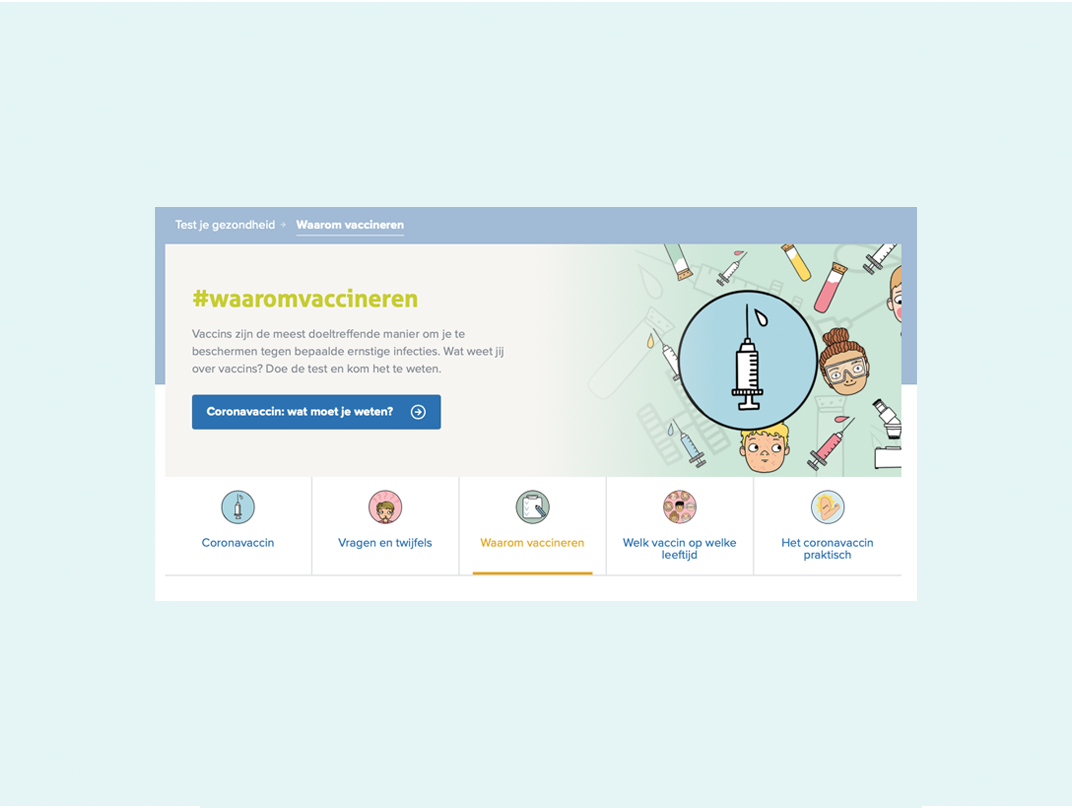 Test je gezondheid → Waarom vaccineren
#waaromvaccineren
Vaccins zijn de meest doeltreffende manier om je te
beschermen tegen bepaalde ernstige infecties. Wat weet jij
over vaccins? Doe de test en kom het te weten.
Coronavaccin: wat moet je weten?
Coronavaccin
Vragen en twijfels
Waarom vaccineren
Welk vaccin op welke
leeftijd
Het coronavaccin
praktisch